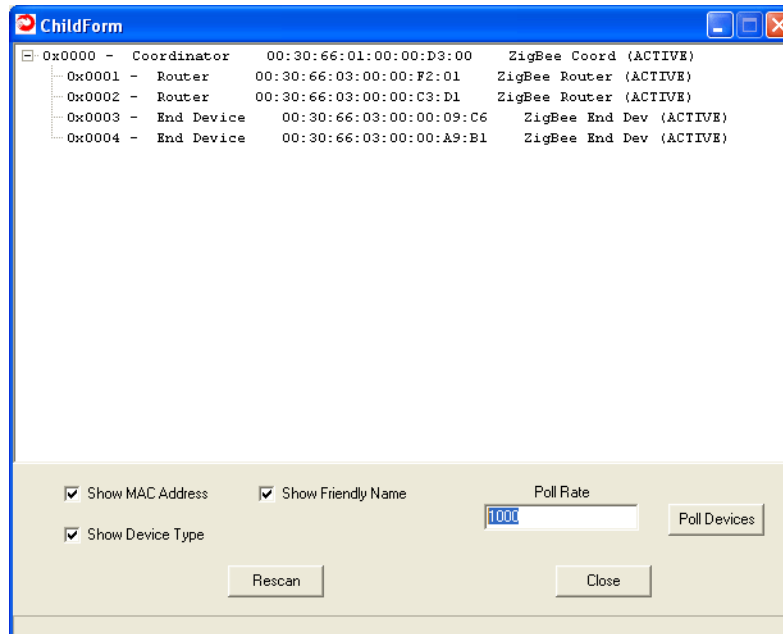 ChildForm
0x0000 - Coordinator 00:30:66:01:00:00:D3:00 ZigBee Coord (ACTIVE)
0x0001 - Router 00:30:66:03:00:00:F2:01 ZigBee Router (ACTIVE)
0x0002 - Router 00:30:66:03:00:00:C3:D1 ZigBee Router (ACTIVE)
0x0003 - End Device 00:30:66:03:00:00:09:C6 ZigBee End Dev (ACTIVE)
0x0004 - End Device 00:30:66:03:00:00:A9:B1 ZigBee End Dev (ACTIVE)
Show MAC Address Show Friendly Name Poll Rate
1000 Poll Devices
Show Device Type
Rescan Close